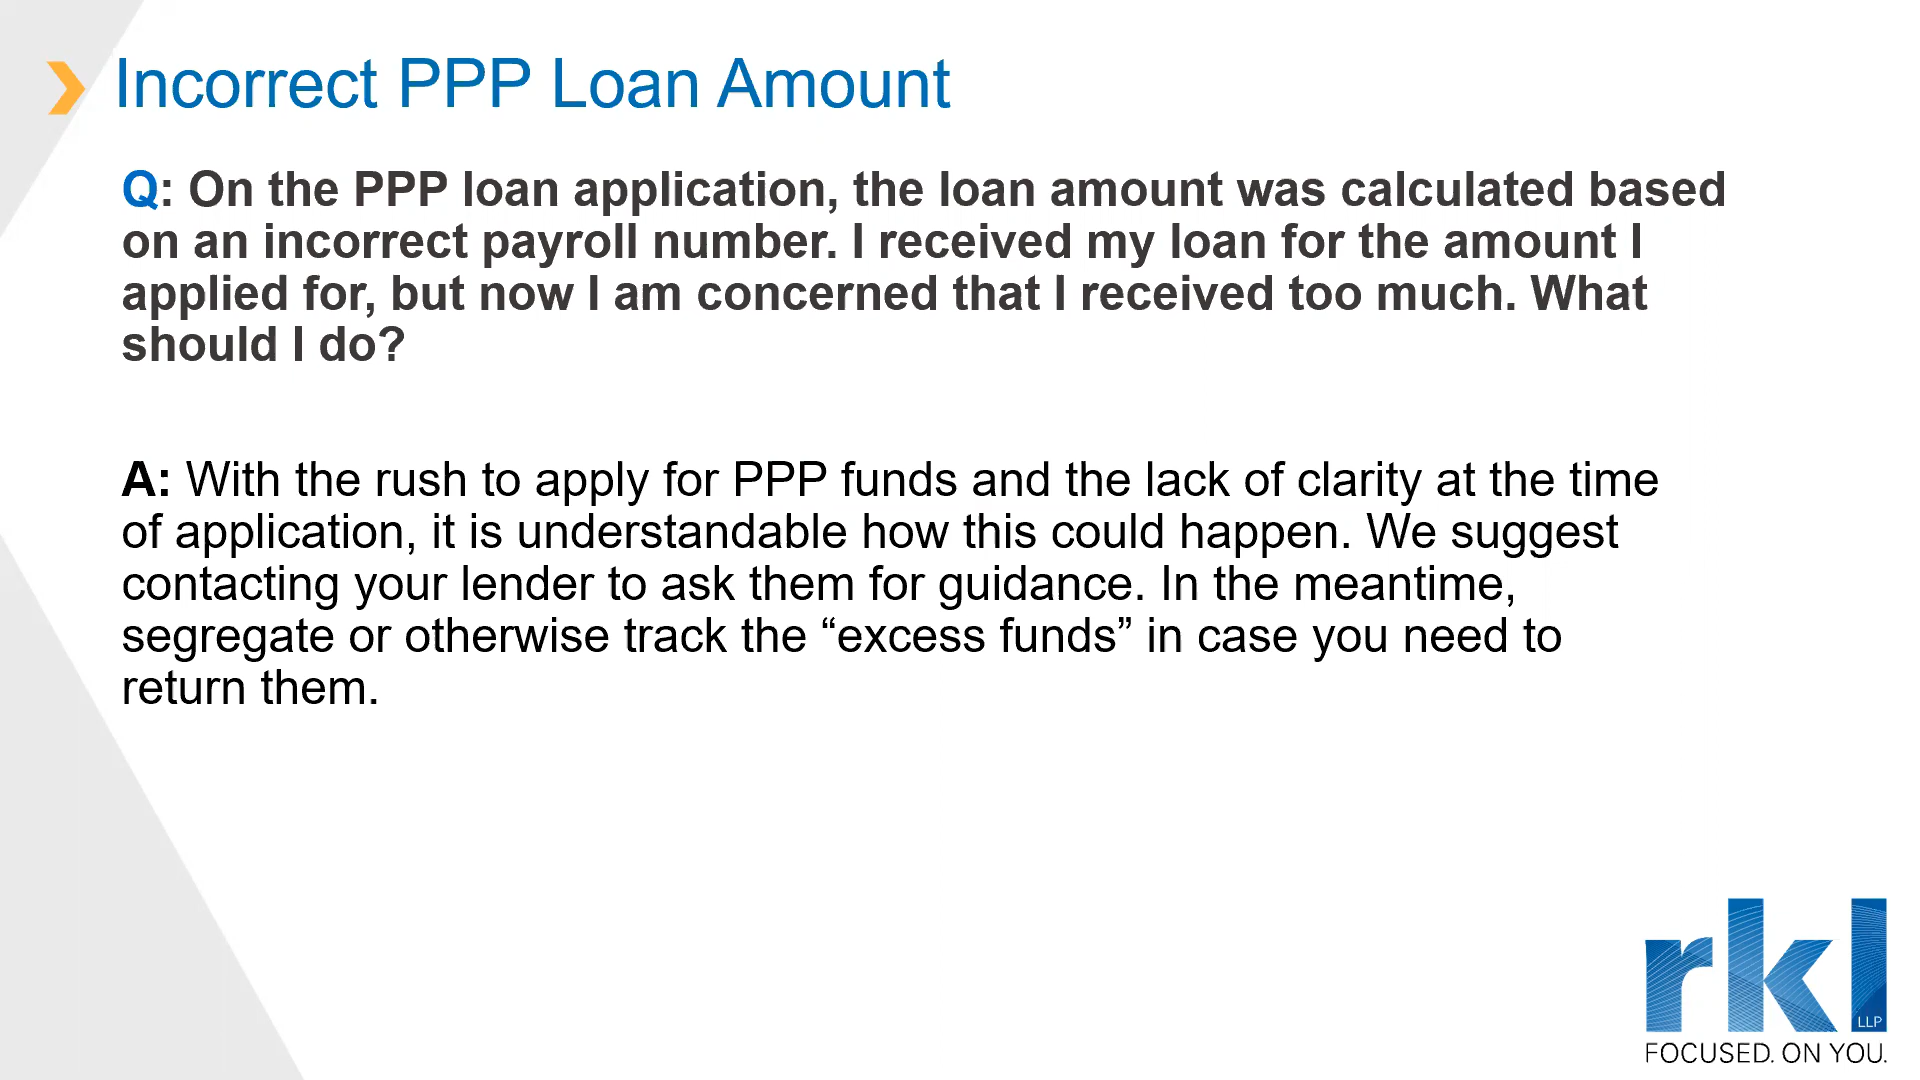 Incorrect PPP Loan Amount
Q: On the PPP loan application, the loan amount was calculated based
on an incorrect payroll number. I received my loan for the amount I
applied for, but now I am concerned that I received too much. What
should I do?
A: With the rush to apply for PPP funds and the lack of clarity at the time
of application, it is understandable how this could happen. We suggest
contacting your lender to ask them for guidance. In the meantime,
segregate or otherwise track the “excess funds” in case you need to
return them.
rkl
LLP
FOCUSED. ON YOU.